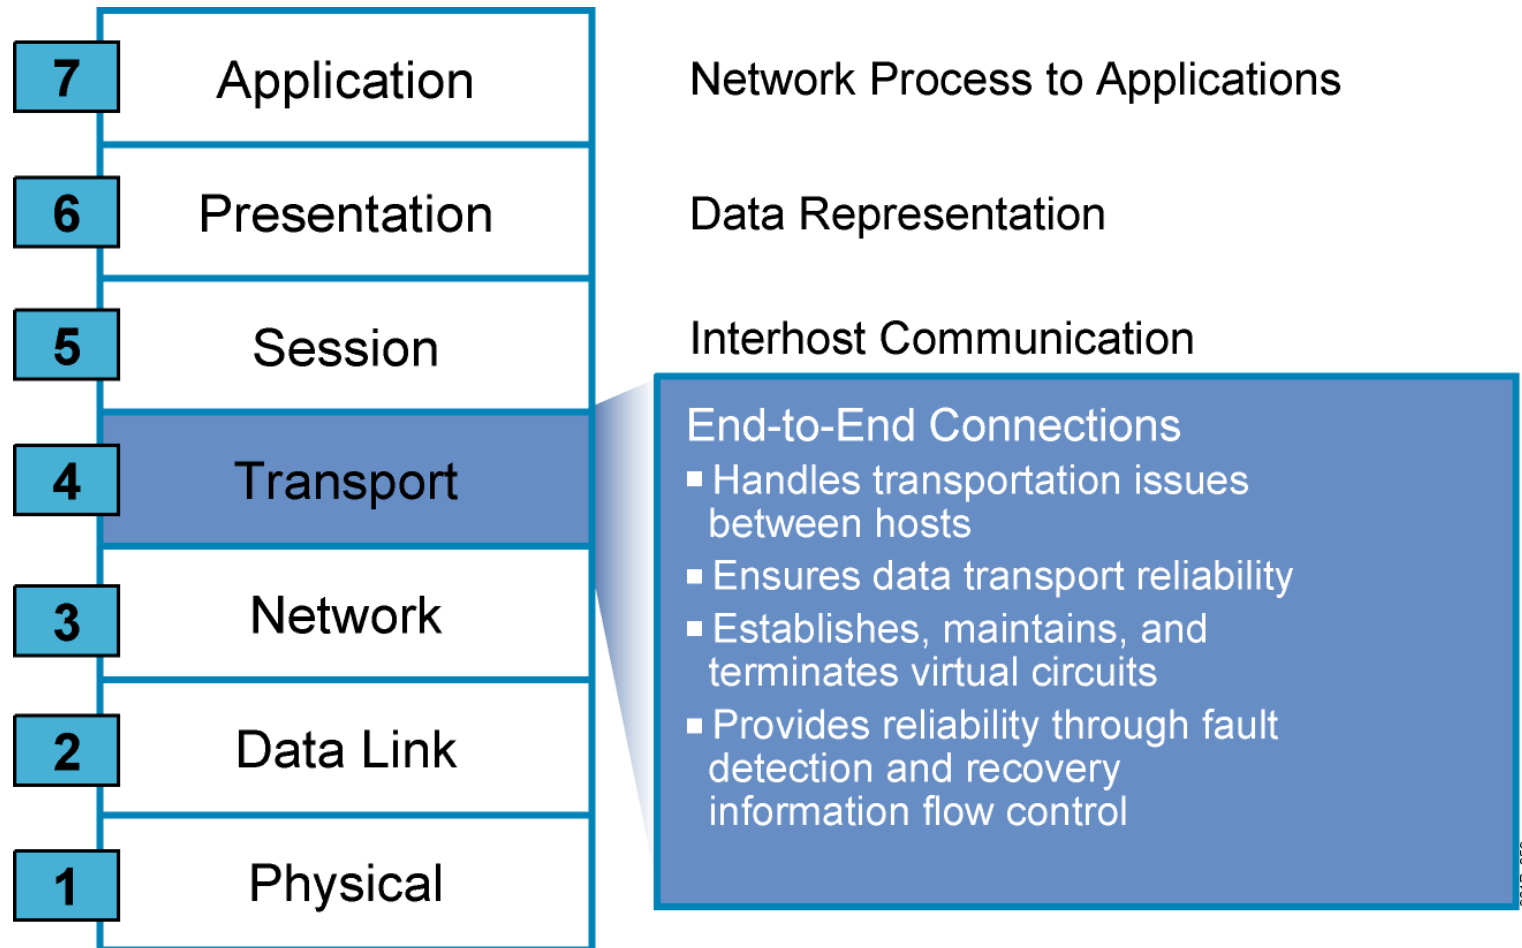 7 Application Network Process to Applications
6 Presentation Data Representation
5 Session Interhost Communication
4 Transport
End-to-End Connections
▪ Handles transportation issues
between hosts
▪ Ensures data transport reliability
▪ Establishes, maintains, and
terminates virtual circuits
▪ Provides reliability through fault
detection and recovery
information flow control
3 Network
2 Data Link
1 Physical